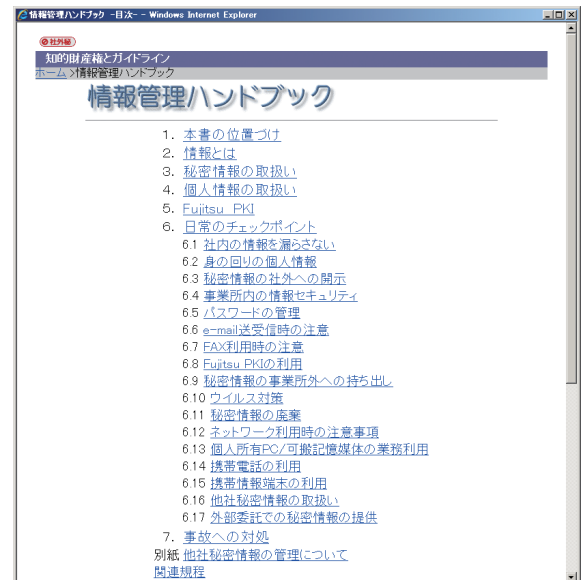 情報管理ハンドブック -目次- - Windows Internet Explorer
社外秘
知的財産権とガイドライン
ホーム >情報管理ハンドブック
情報管理ハンドブック
1. 本書の位置づけ
2. 情報とは
3. 秘密情報の取扱い
4. 個人情報の取扱い
5. Fujitsu PKI
6. 日常のチェックポイント
6.1 社内の情報を漏らさない
6.2 身の回りの個人情報
6.3 秘密情報の社外への開示
6.4 事業所内の情報セキュリティ
6.5 パスワードの管理
6.6 e-mail送受信時の注意
6.7 FAX利用時の注意
6.8 Fujitsu PKIの利用
6.9 秘密情報の事業所外への持ち出し
6.10 ウイルス対策
6.11 秘密情報の廃棄
6.12 ネットワーク利用時の注意事項
6.13 個人所有PC/可搬記憶媒体の業務利用
6.14 携帯電話の利用
6.15 携帯情報端末の利用
6.16 他社秘密情報の取扱い
6.17 外部委託での秘密情報の提供
7. 事故への対処
別紙 他社秘密情報の管理について
関連規程